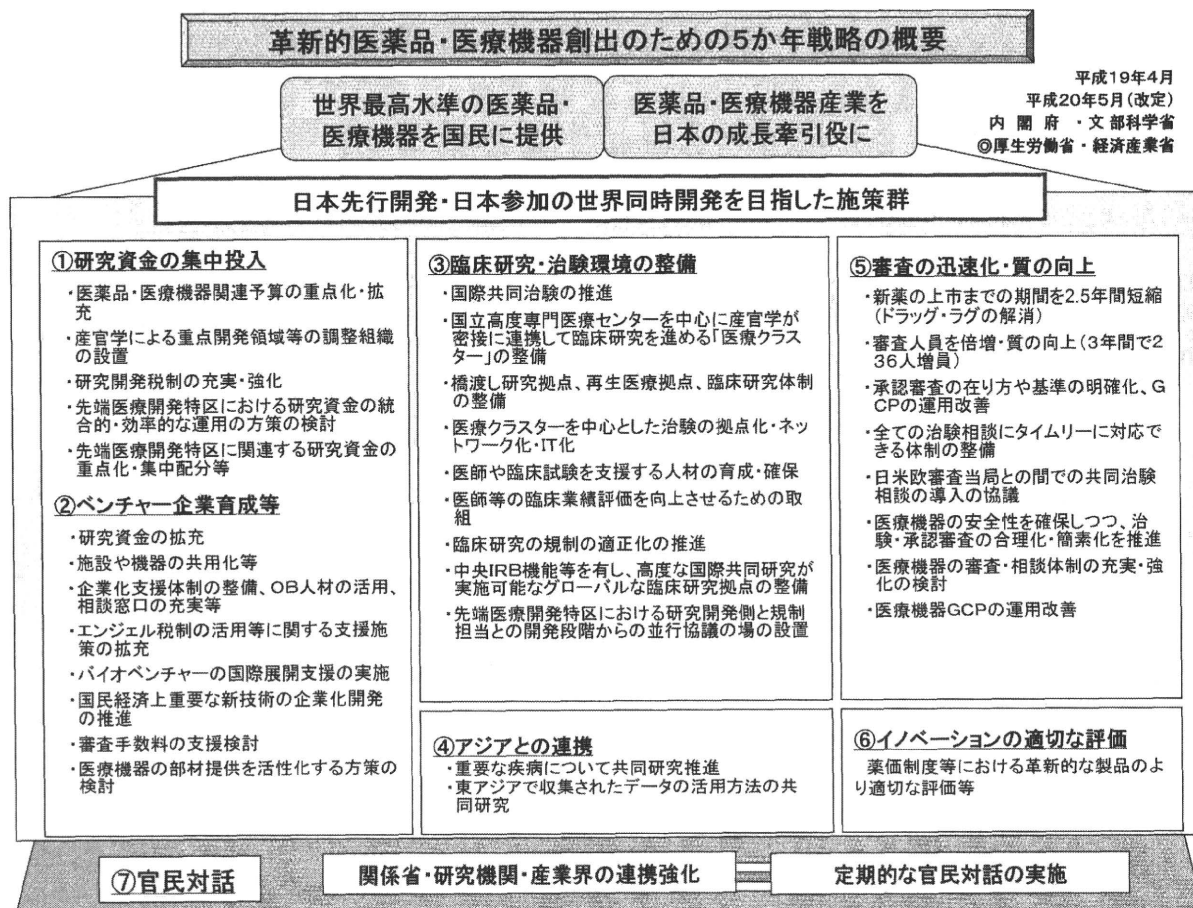 革新的医薬品・医療機器創出のための5か年戦略の概要
平成19年4月
平成20年5月(改定)
内 閣 府 ・文 部 科 学 省
◎厚生労働省・経済産業省
世界最高水準の医薬品・
医療機器を国民に提供
医薬品・医療機器産業を
日本の成長牽引役に
日本先行開発・日本参加の世界同時開発を目指した施策群
①研究資金の集中投入
・医薬品・医療機器関連予算の重点化・拡
充
・産官学による重点開発領域等の調整組織
の設置
・研究開発税制の充実・強化
・先端医療開発特区における研究資金の統
合的・効率的な運用の方策の検討
・先端医療開発特区に関連する研究資金の
重点化・集中配分等
②ベンチャー企業育成等
・研究資金の拡充
・施設や機器の共用化等
・企業化支援体制の整備、OB人材の活用、
相談窓口の充実等
・エンジェル税制の活用等に関する支援施
策の拡充
・バイオベンチャーの国際展開支援の実施
・国民経済上重要な新技術の企業化開発
の推進
・審査手数料の支援検討
・医療機器の部材提供を活性化する方策の
検討
③臨床研究・治験環境の整備
・国際共同治験の推進
・国立高度専門医療センターを中心に産官学が
密接に連携して臨床研究を進める「医療クラス
ター」の整備
・橋渡し研究拠点、再生医療拠点、臨床研究体制
の整備
・医療クラスターを中心とした治験の拠点化・ネッ
トワーク化・IT化
・医師や臨床試験を支援する人材の育成・確保
・医師等の臨床業績評価を向上させるための取
組
・臨床研究の規制の適正化の推進
・中央IRB機能等を有し、高度な国際共同研究が
実施可能なグローバルな臨床研究拠点の整備
・先端医療開発特区における研究開発側と規制
担当との開発段階からの並行協議の場の設置
④アジアとの連携
・重要な疾病について共同研究推進
・東アジアで収集されたデータの活用方法の共
同研究
⑤審査の迅速化・質の向上
・新薬の上市までの期間を2.5年間短縮
(ドラッグ・ラグの解消)
・審査人員を倍増・質の向上(3年間で2
36人増員)
・承認審査の在り方や基準の明確化、G
CPの運用改善
・全ての治験相談にタイムリーに対応で
きる体制の整備
・日米欧審査当局との間での共同治験
相談の導入の協議
・医療機器の安全性を確保しつつ、治
験・承認審査の合理化・簡素化を推進
・医療機器の審査・相談体制の充実・強
化の検討
・医療機器GCPの運用改善
⑥イノベーションの適切な評価
薬価制度等における革新的な製品のよ
り適切な評価等
⑦官民対話
関係省・研究機関・産業界の連携強化
定期的な官民対話の実施